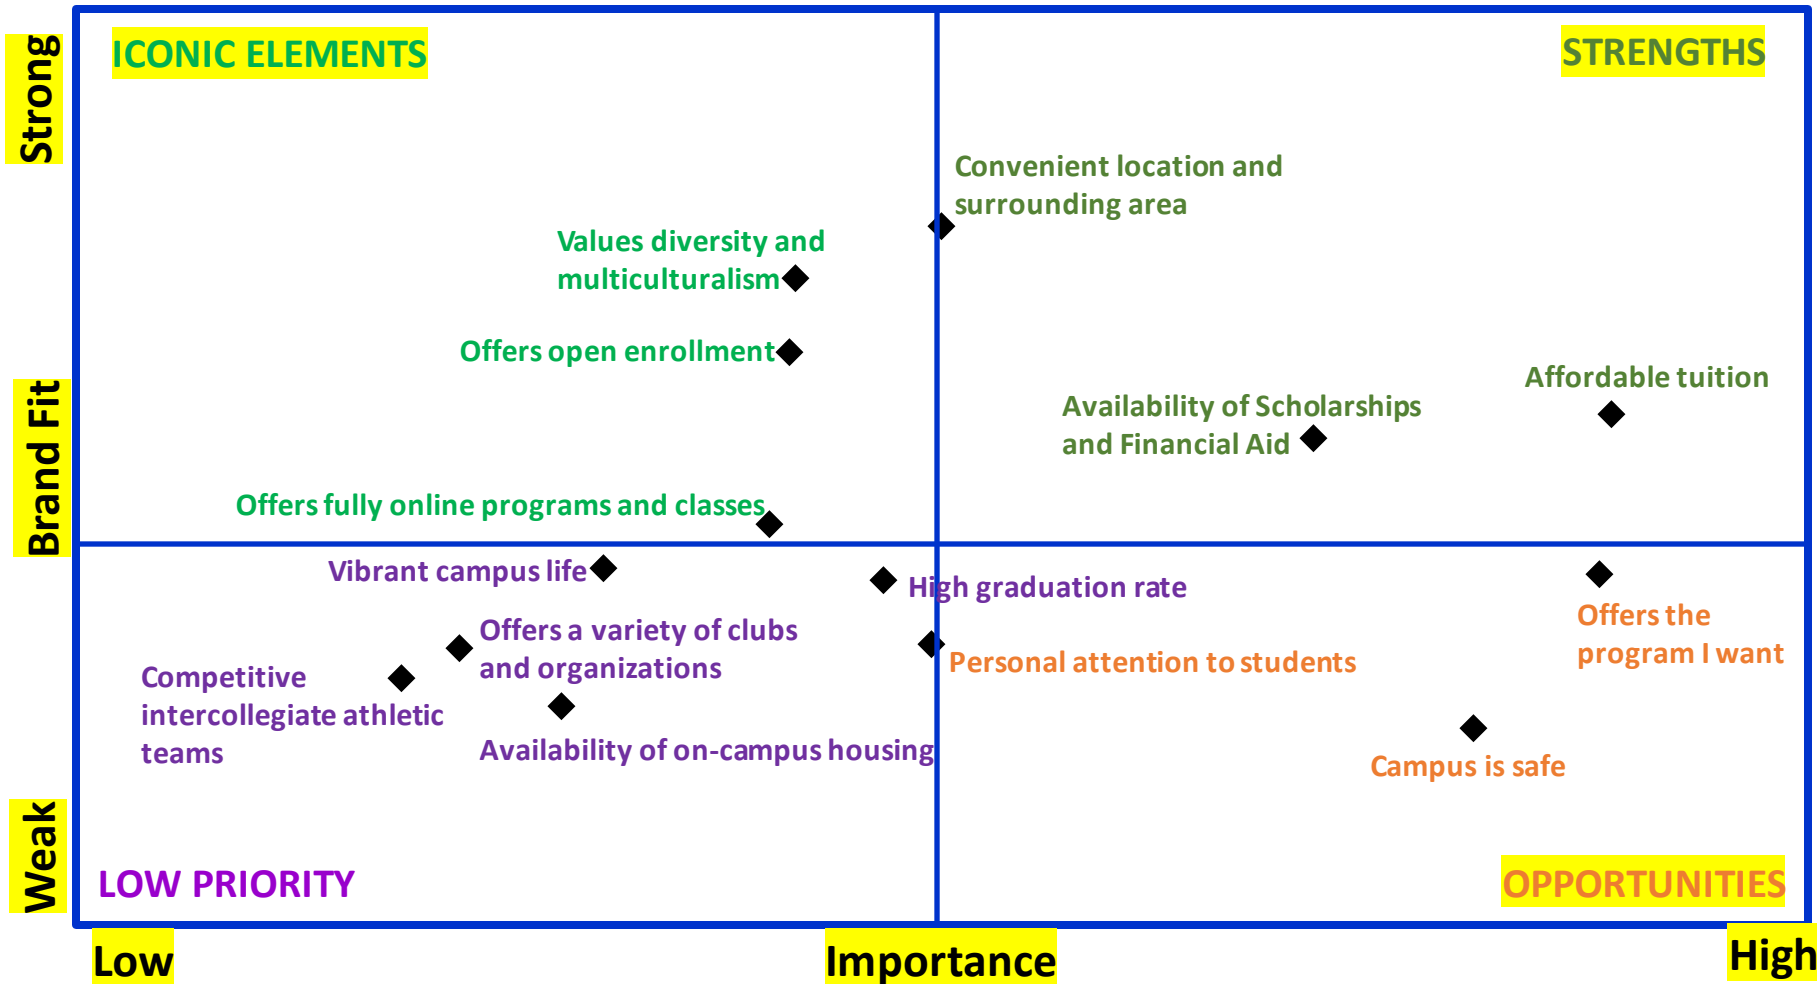 Strong
ICONIC ELEMENTS
STRENGTHS
Convenient location and
surrounding area
Values diversity and
multiculturalism
Offers open enrollment
Affordable tuition
Availability of Scholarships
and Financial Aid
Brand Fit
Offers fully online programs and classes
Vibrant campus life
High graduation rate
Offers the
program I want
Offers a variety of clubs
and organizations
Personal attention to students
Competitive
intercollegiate athletic
teams
Availability of on-campus housing
Campus is safe
Weak
LOW PRIORITY
OPPORTUNITIES
Low
Importance
High